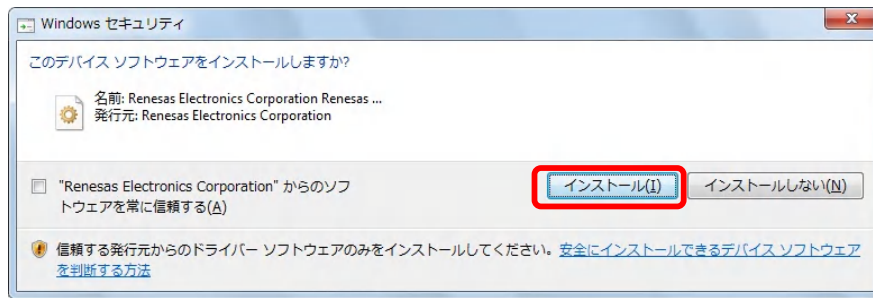 Windows セキュリティ
このデバイス ソフトウェアをインストールしますか?
名前: Renesas Electronics Corporation Renesas ...
発行元: Renesas Electronics Corporation
"Renesas Electronics Corporation" からのソフ
トウェアを常に信頼する(A)
インストール(I)
インストールしない(N)
信頼する発行元からのドライバー ソフトウェアのみをインストールしてください。安全にインストールできるデバイス ソフトウェア
を判断する方法